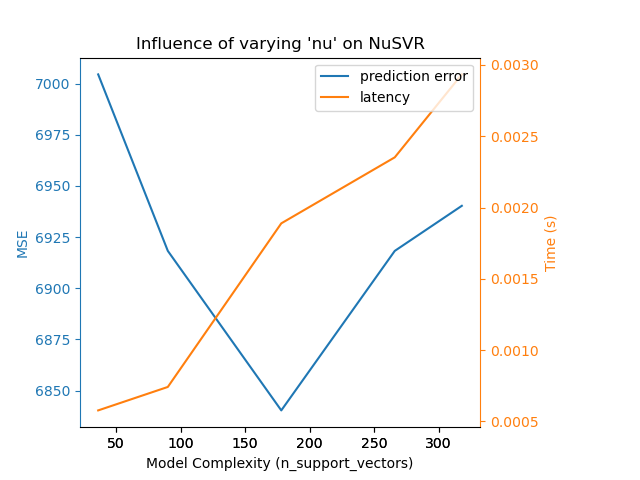 Influence of varying 'nu' on NuSVR
prediction error
latency
7000
6975
6950
6925
6900
6875
6850
MSE
0.0030
0.0025
0.0020
0.0015
0.0010
0.0005
Time (s)
50 100 150 200 250 300
Model Complexity (n_support_vectors)